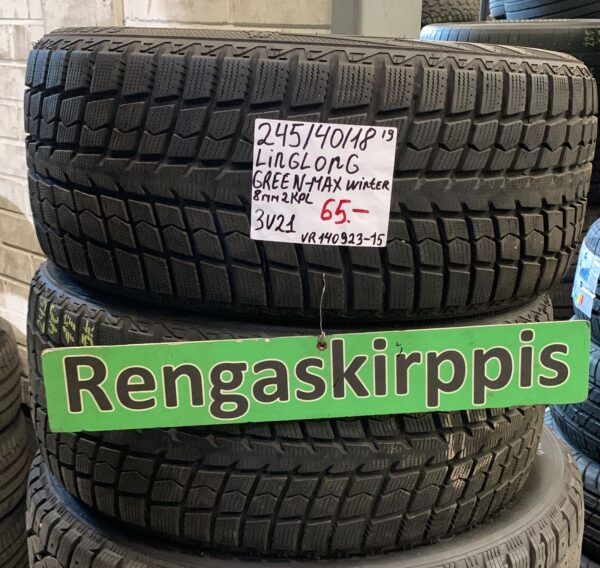 245/40/18 19
LinGLonG
GREEN-MAX winter
8mm 2KPL 65.-
3V21
VR140923-15
Rengaskirppis